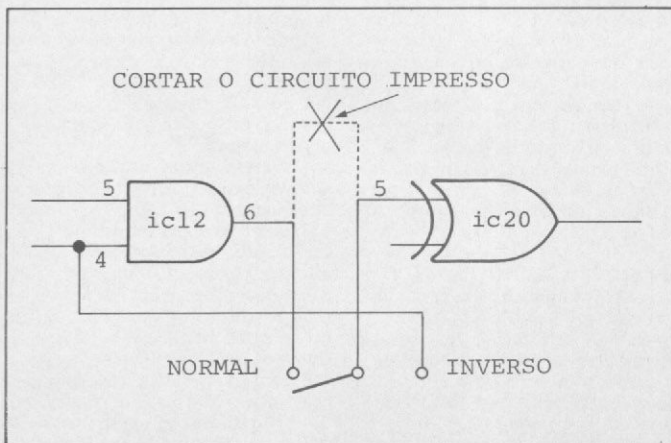 CORTAR O CIRCUITO IMPRESSO
5
ic12
6
4
5
ic20
NORMAL
INVERSO